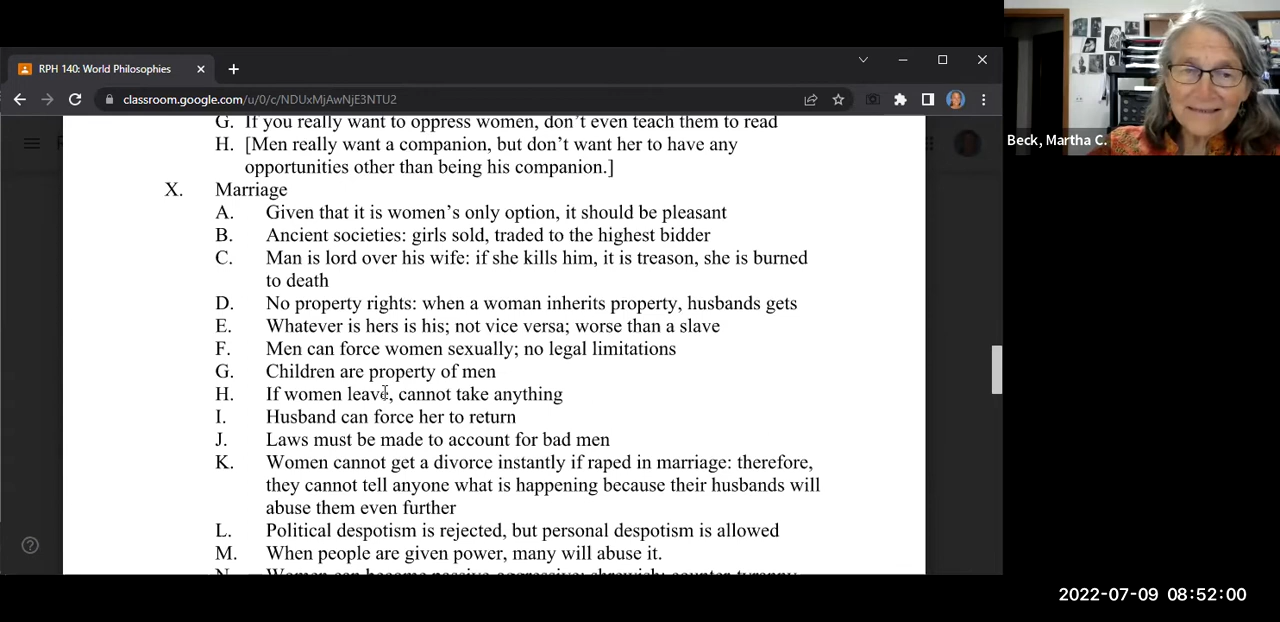 RPH 140: World Philosophies
classroom.google.com/u/0/c/NDUxMjAwNjE3NTU2
Beck, Martha C.
G. If you really want to oppress women, don't even teach them to read
H. [Men really want a companion, but don't want her to have any
opportunities other than being his companion.]
X. Marriage
A. Given that it is women's only option, it should be pleasant
B. Ancient societies: girls sold, traded to the highest bidder
C. Man is lord over his wife: if she kills him, it is treason, she is burned
to death
D. No property rights: when a woman inherits property, husbands gets
E. Whatever is hers is his; not vice versa; worse than a slave
F. Men can force women sexually; no legal limitations
G. Children are property of men
H. If women leave, cannot take anything
I. Husband can force her to return
J. Laws must be made to account for bad men
K. Women cannot get a divorce instantly if raped in marriage: therefore,
they cannot tell anyone what is happening because their husbands will
abuse them even further
L. Political despotism is rejected, but personal despotism is allowed
M. When people are given power, many will abuse it.
N. Women can become passive aggressive; shrewish; counter-tyranny
2022-07-09 08:52:00